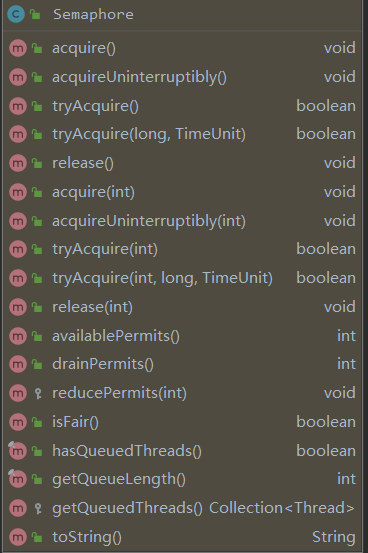 Semaphore
acquire() void
acquireUninterruptibly() void
tryAcquire() boolean
tryAcquire(long, TimeUnit) boolean
release() void
acquire(int) void
acquireUninterruptibly(int) void
tryAcquire(int) boolean
tryAcquire(int, long, TimeUnit) boolean
release(int) void
availablePermits() int
drainPermits() int
reducePermits(int) void
isFair() boolean
hasQueuedThreads() boolean
getQueueLength() int
getQueuedThreads() Collection<Thread>
toString() String